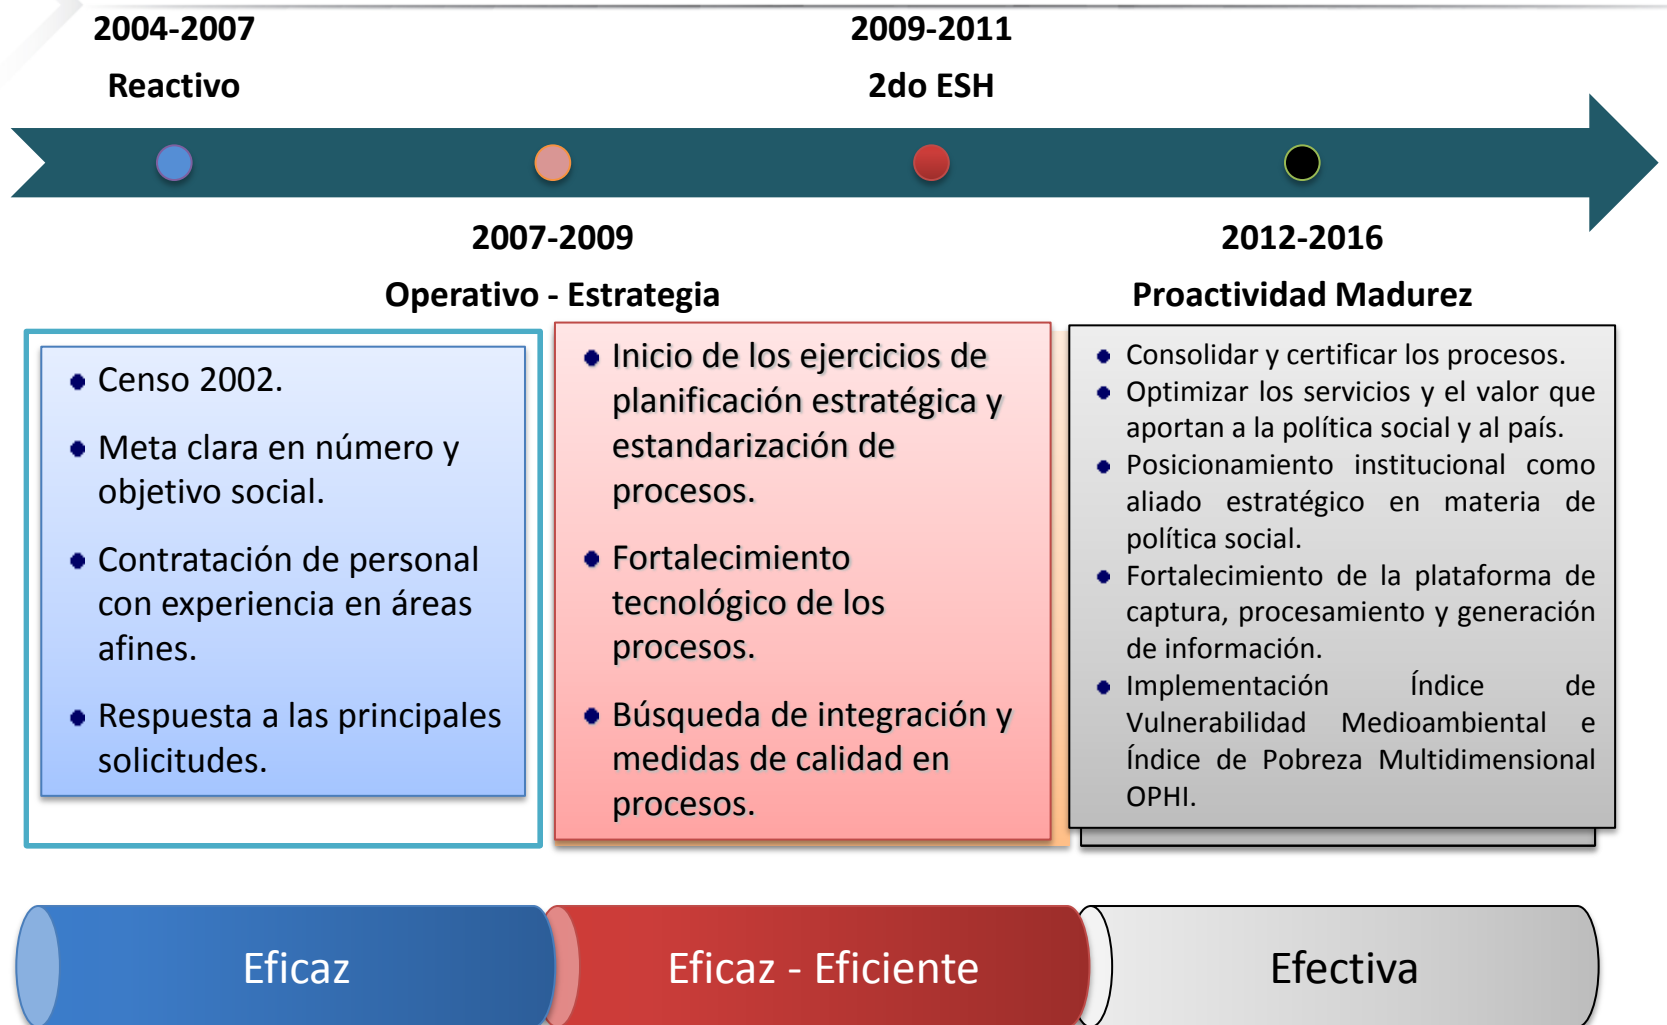 2004-2007
Reactivo
2009-2011
2do ESH
2007-2009
Operativo - Estrategia
2012-2016
Proactividad Madurez
Censo 2002.
Meta clara en número y
objetivo social.
Contratación de personal
con experiencia en áreas
afines.
Respuesta a las principales
solicitudes.
Inicio de los ejercicios de
planificación estratégica y
estandarización de
procesos.
Fortalecimiento
tecnológico de los
procesos.
Búsqueda de integración y
medidas de calidad en
procesos.
Consolidar y certificar los procesos.
Optimizar los servicios y el valor que
aportan a la política social y al país.
Posicionamiento institucional como
aliado estratégico en materia de
política social.
Fortalecimiento de la plataforma de
captura, procesamiento y generación
de información.
Implementación Índice de
Vulnerabilidad Medioambiental e
Índice de Pobreza Multidimensional
OPHI.
Eficaz
Eficaz - Eficiente
Efectiva